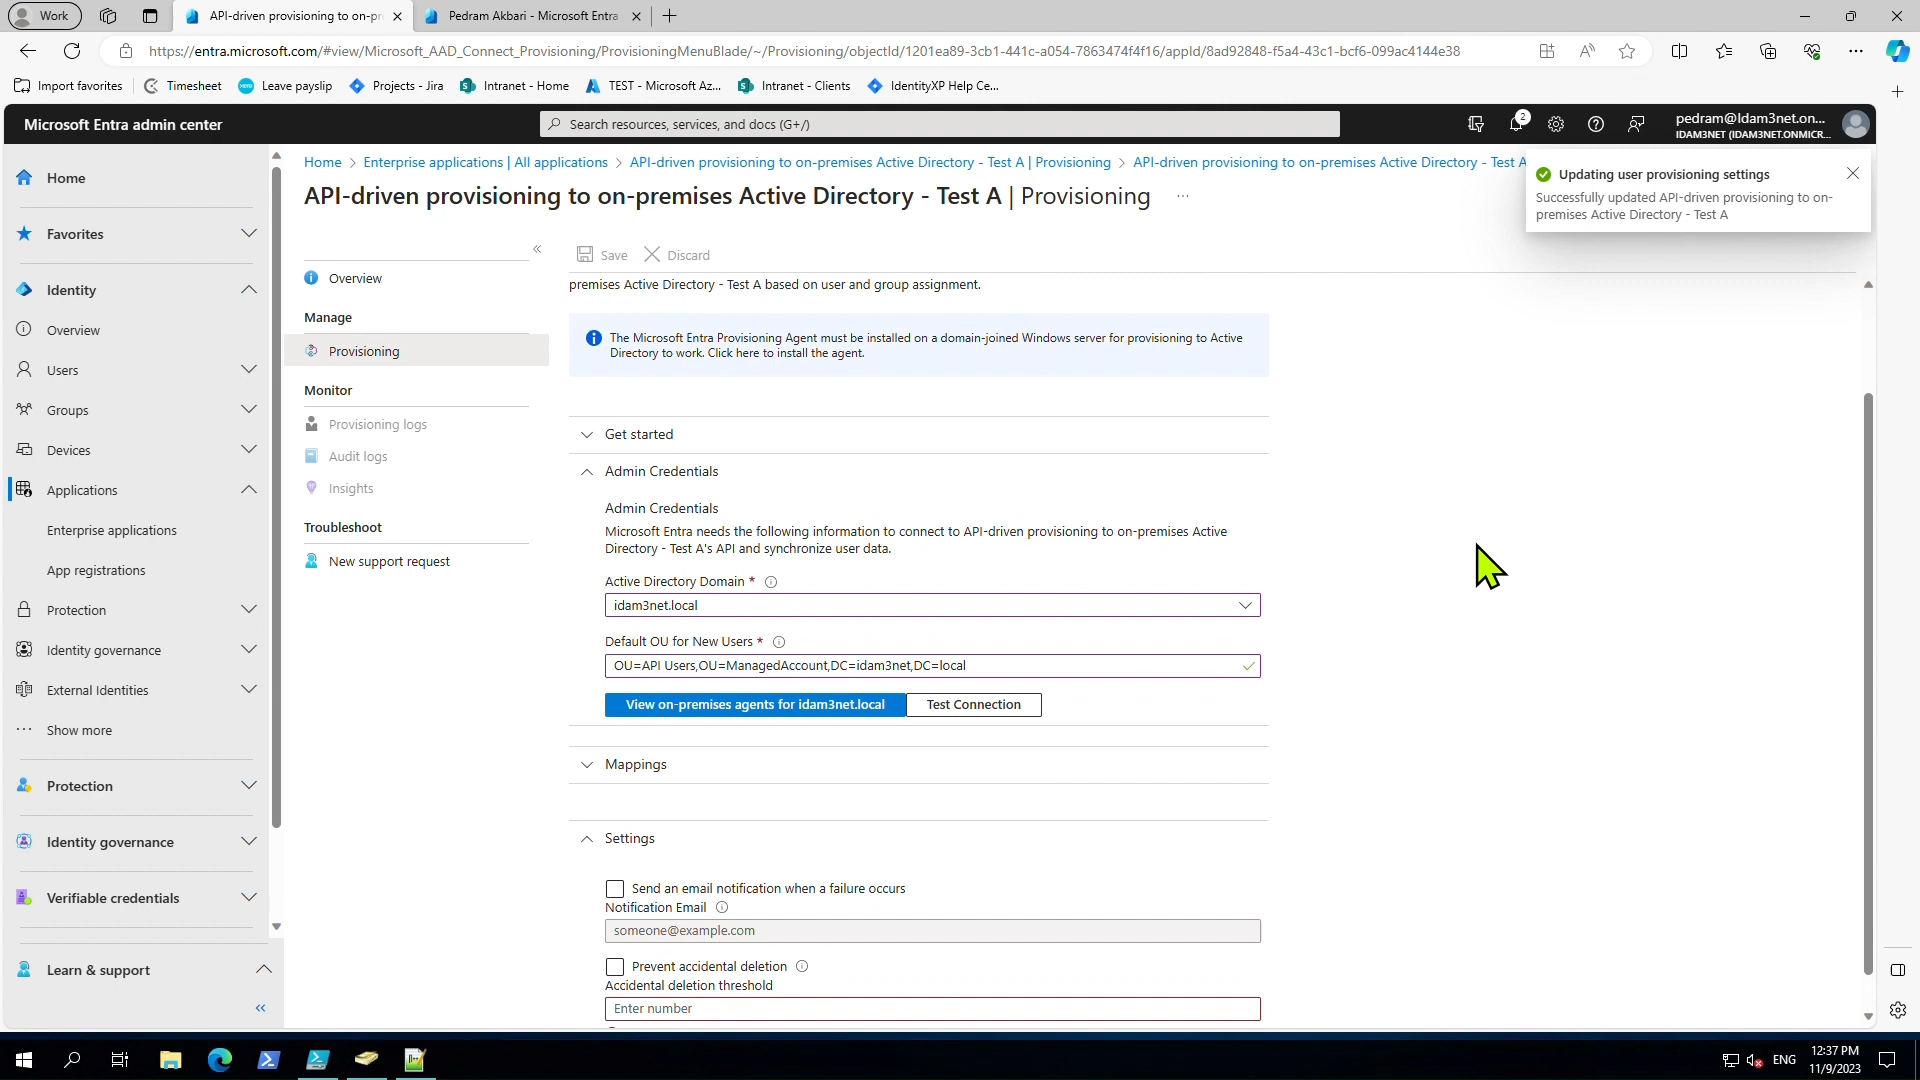 Work
API-driven provisioning to on-pr
Pedram Akbari - Microsoft Entra
https://entra.microsoft.com/#view/Microsoft_AAD_Connect_Provisioning/ProvisioningMenuBlade/~/Provisioning/objectId/1201ea89-3cb1-441c-a054-7863474f4f16/appId/8ad92848-f5a4-43c1-bcf6-099ac4144e38
Import favorites
Timesheet
Leave payslip
Projects - Jira
Intranet - Home
TEST - Microsoft Az...
Intranet - Clients
IdentityXP Help Ce...
Microsoft Entra admin center
Search resources, services, and docs (G+/)
2
pedram@Idam3net.on...
IDAM3NET (IDAM3NET.ONMICR...
Home > Enterprise applications | All applications > API-driven provisioning to on-premises Active Directory - Test A | Provisioning > API-driven provisioning to on-premises Active Directory - Test A
API-driven provisioning to on-premises Active Directory - Test A | Provisioning
Updating user provisioning settings
Successfully updated API-driven provisioning to on-
premises Active Directory - Test A
Home
Favorites
Identity
Overview
Users
Groups
Devices
Applications
Enterprise applications
App registrations
Protection
Identity governance
External Identities
Show more
Protection
Identity governance
Verifiable credentials
Learn & support
Overview
Manage
Provisioning
Monitor
Provisioning logs
Audit logs
Insights
Troubleshoot
New support request
Save
Discard
premises Active Directory - Test A based on user and group assignment.
The Microsoft Entra Provisioning Agent must be installed on a domain-joined Windows server for provisioning to Active
Directory to work. Click here to install the agent.
Get started
Admin Credentials
Admin Credentials
Microsoft Entra needs the following information to connect to API-driven provisioning to on-premises Active
Directory - Test A's API and synchronize user data.
Active Directory Domain *
idam3net.local
Default OU for New Users *
OU=API Users,OU=ManagedAccount,DC=idam3net,DC=local
View on-premises agents for idam3net.local
Test Connection
Mappings
Settings
Send an email notification when a failure occurs
Notification Email
someone@example.com
Prevent accidental deletion
Accidental deletion threshold
Enter number
ENG
12:37 PM
11/9/2023